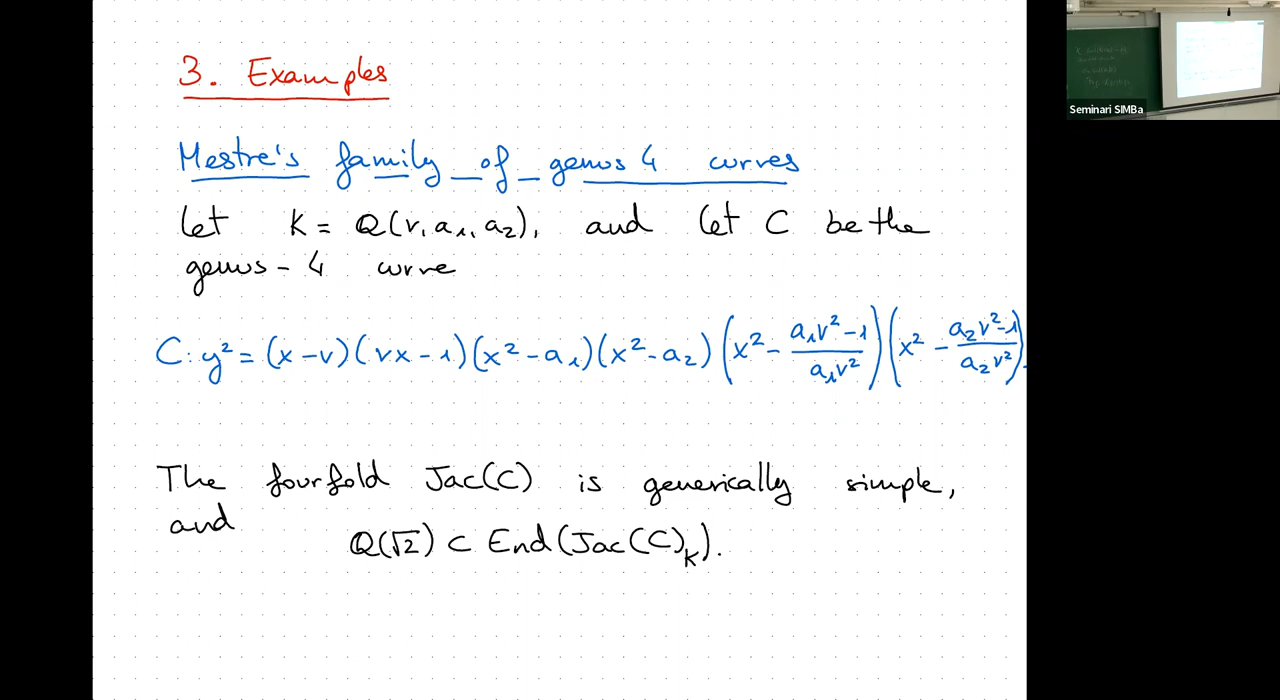 3. Examples
Mestre's family of genus 4 curves
Let K = Q(v, a₁, a₂), and let C be the
genus-4 curve
C: y² = (x-v)(vx-1)(x²-a₁)(x²-a₂)(x² - (a₁v²-1)/(a₁v²))(x² - (a₂v²-1)/(a₂v²)).
The fourfold Jac(C) is generically simple,
and
Q(√2) ⊂ End(Jac(C)_K).
Seminari SIMBa